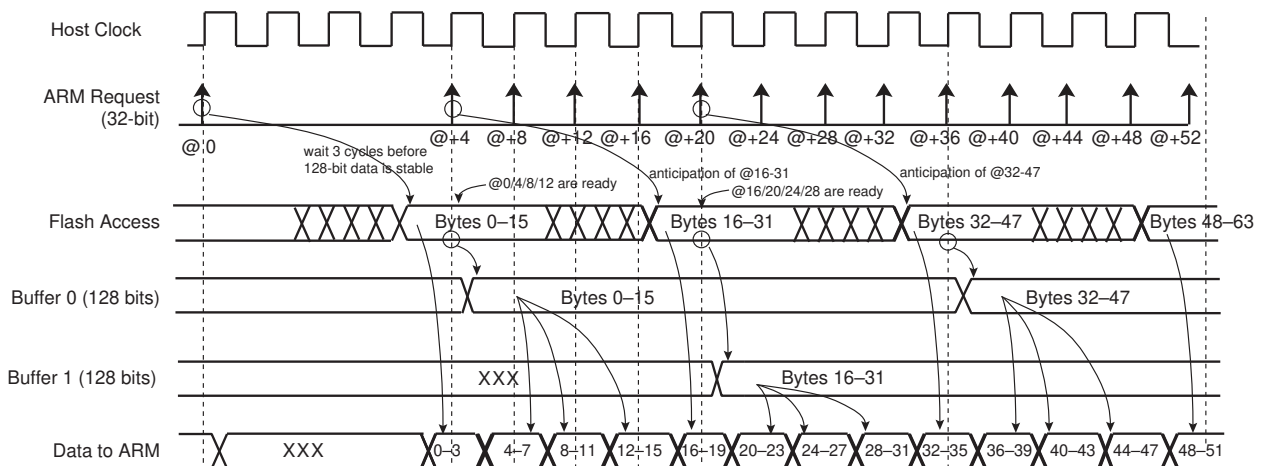 Host Clock
ARM Request
(32-bit)
@ 0
@+4
@+8
@+12
@+16
@+20
@+24
@+28
@+32
@+36
@+40
@+44
@+48
@+52
wait 3 cycles before
128-bit data is stable
@0/4/8/12 are ready
anticipation of @16-31
@16/20/24/28 are ready
anticipation of @32-47
Flash Access
Bytes 0–15
Bytes 16–31
Bytes 32–47
Bytes 48–63
Buffer 0 (128 bits)
Bytes 0–15
Bytes 32–47
Buffer 1 (128 bits)
XXX
Bytes 16–31
Data to ARM
XXX
0–3
4–7
8–11
12–15
16–19
20–23
24–27
28–31
32–35
36–39
40–43
44–47
48–51